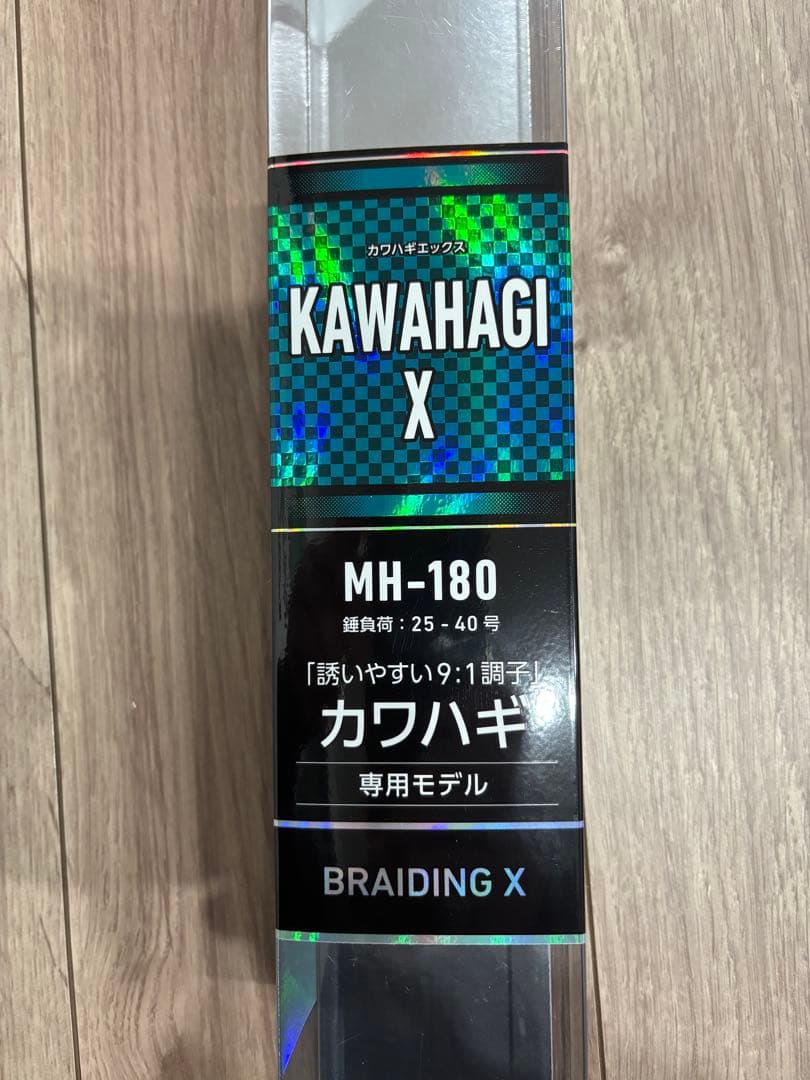 カワハギエックス
KAWAHAGI
X
MH-180
錘負荷：25 - 40 号
「誘いやすい9:1調子」
カワハギ
専用モデル
BRAIDING X